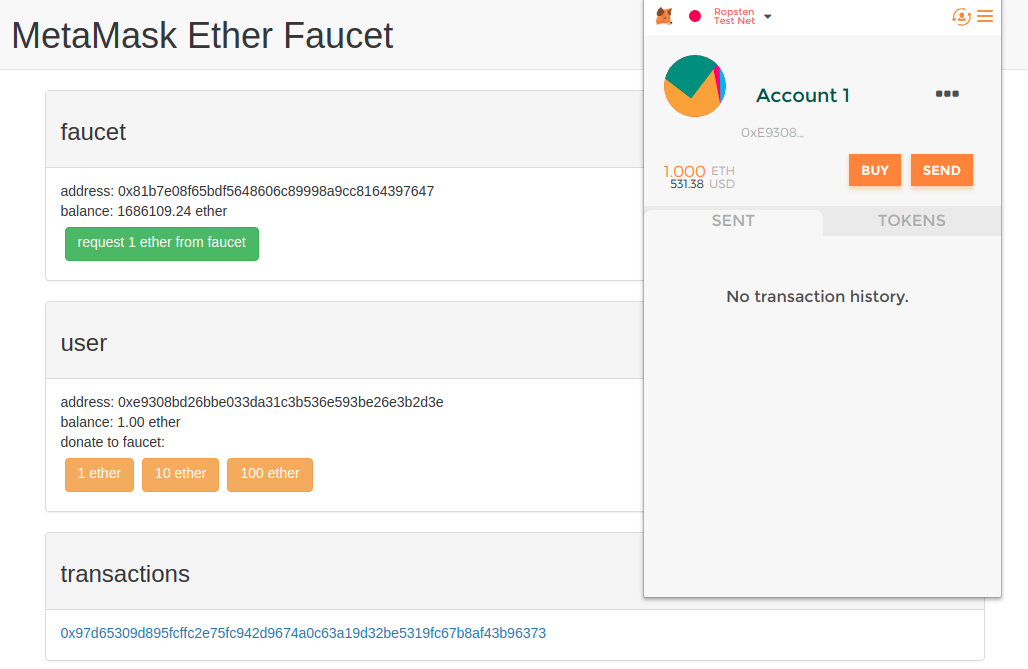 MetaMask Ether Faucet
faucet
address: 0x81b7e08f65bdf5648606c89998a9cc8164397647
balance: 1686109.24 ether
request 1 ether from faucet
user
address: 0xe9308bd26bbe033da31c3b536e593be26e3b2d3e
balance: 1.00 ether
donate to faucet:
1 ether 10 ether 100 ether
transactions
0x97d65309d895fcffc2e75fc942d9674a0c63a19d32be5319fc67b8af43b96373
Ropsten
Test Net
Account 1
0xE9308...
1.000 ETH
531.38 USD
BUY SEND
SENT TOKENS
No transaction history.